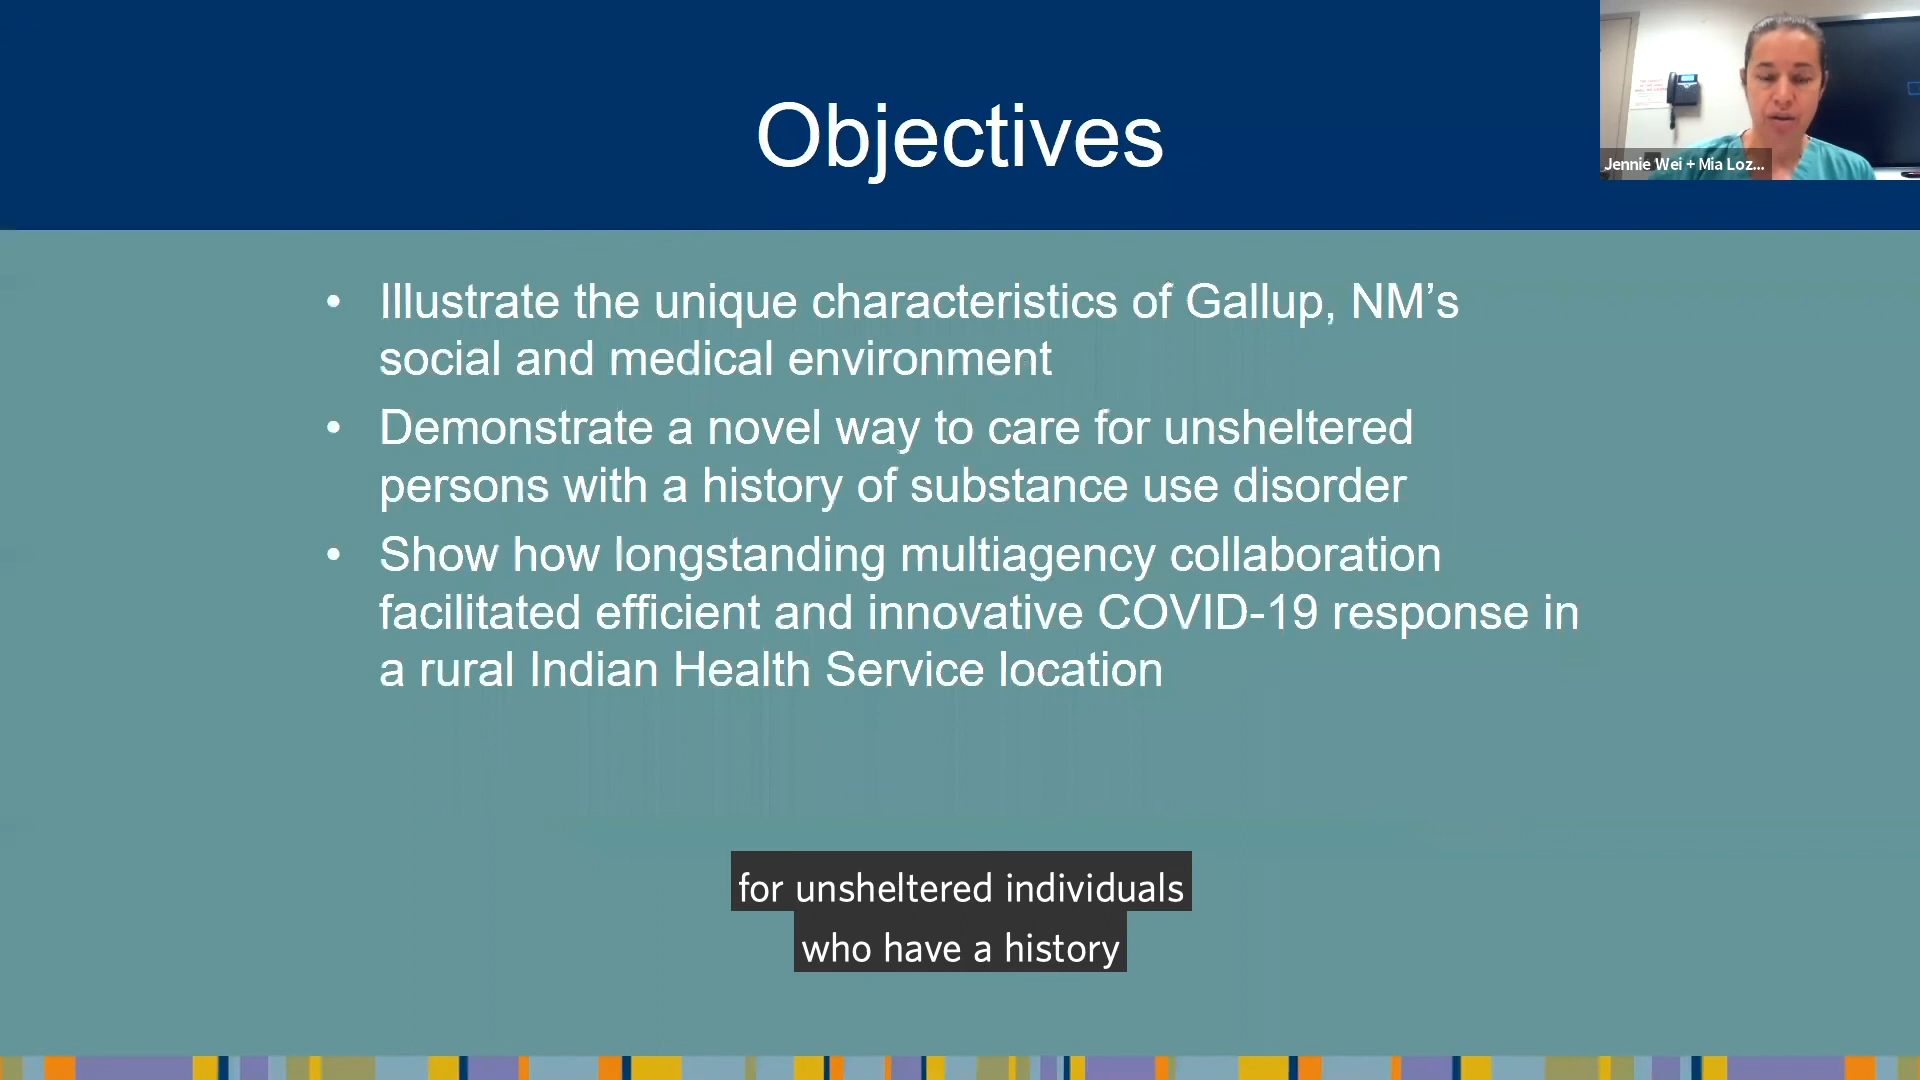 Objectives
Jennie Wei + Mia Loz...
• Illustrate the unique characteristics of Gallup, NM’s
social and medical environment
• Demonstrate a novel way to care for unsheltered
persons with a history of substance use disorder
• Show how longstanding multiagency collaboration
facilitated efficient and innovative COVID-19 response in
a rural Indian Health Service location
for unsheltered individuals
who have a history